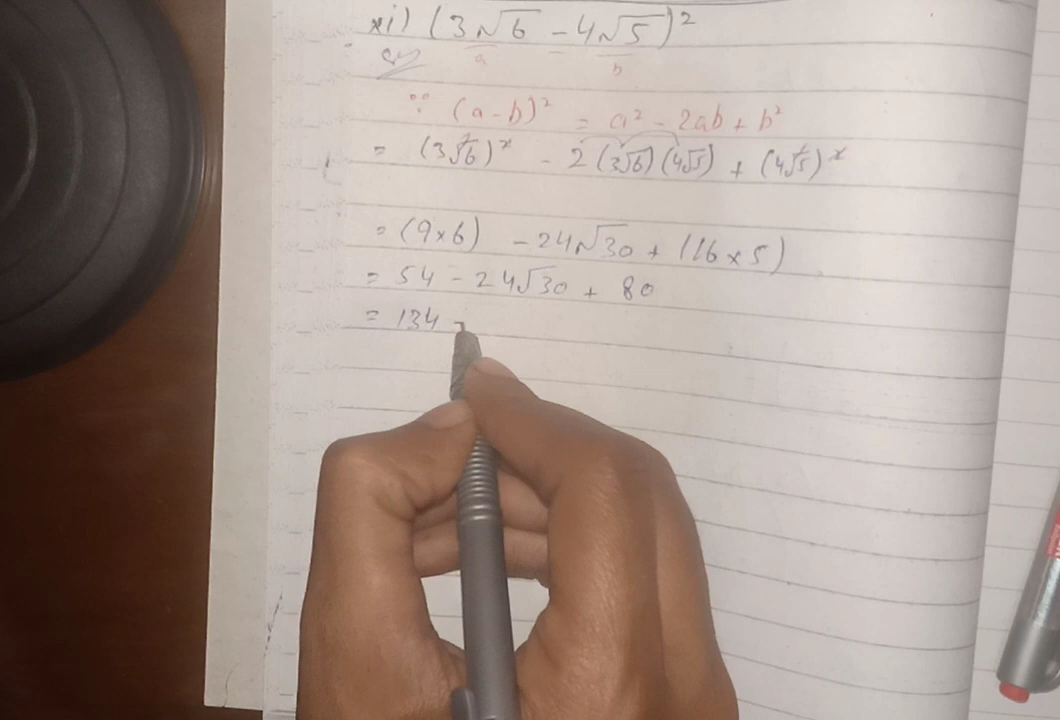 xi) (3√6 - 4√5)²
a b
∵ (a-b)² = a² - 2ab + b²
= (3√6)² - 2(3√6)(4√5) + (4√5)²
= (9×6) - 24√30 + (16×5)
= 54 - 24√30 + 80
= 134 -